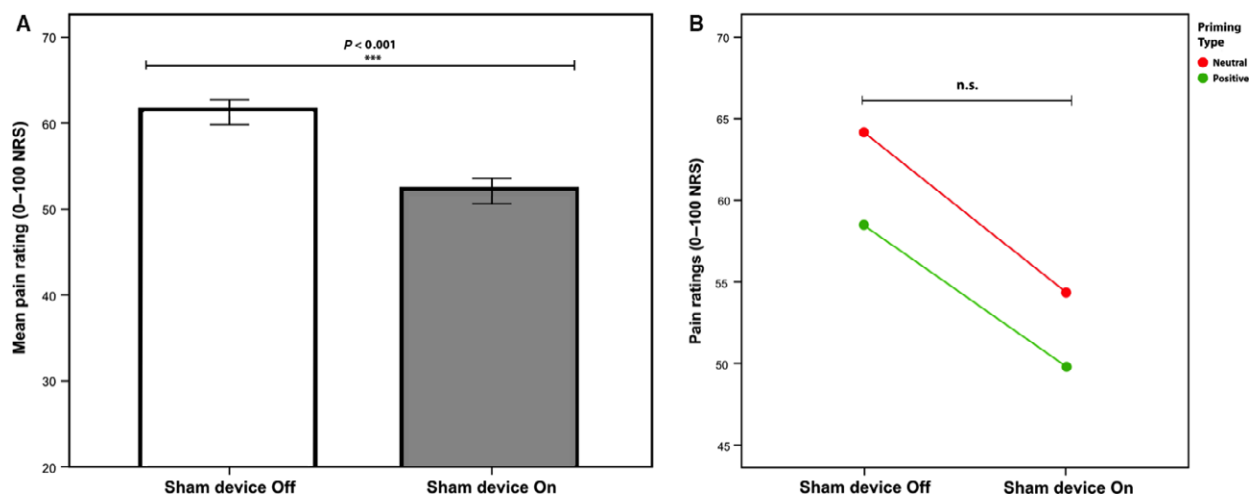 A
P < 0.001
***
Mean pain rating (0–100 NRS)
70
60
50
40
30
20
Sham device Off
Sham device On
B
n.s.
Pain ratings (0–100 NRS)
70
65
60
55
50
45
Sham device Off
Sham device On
Priming
Type
Neutral
Positive